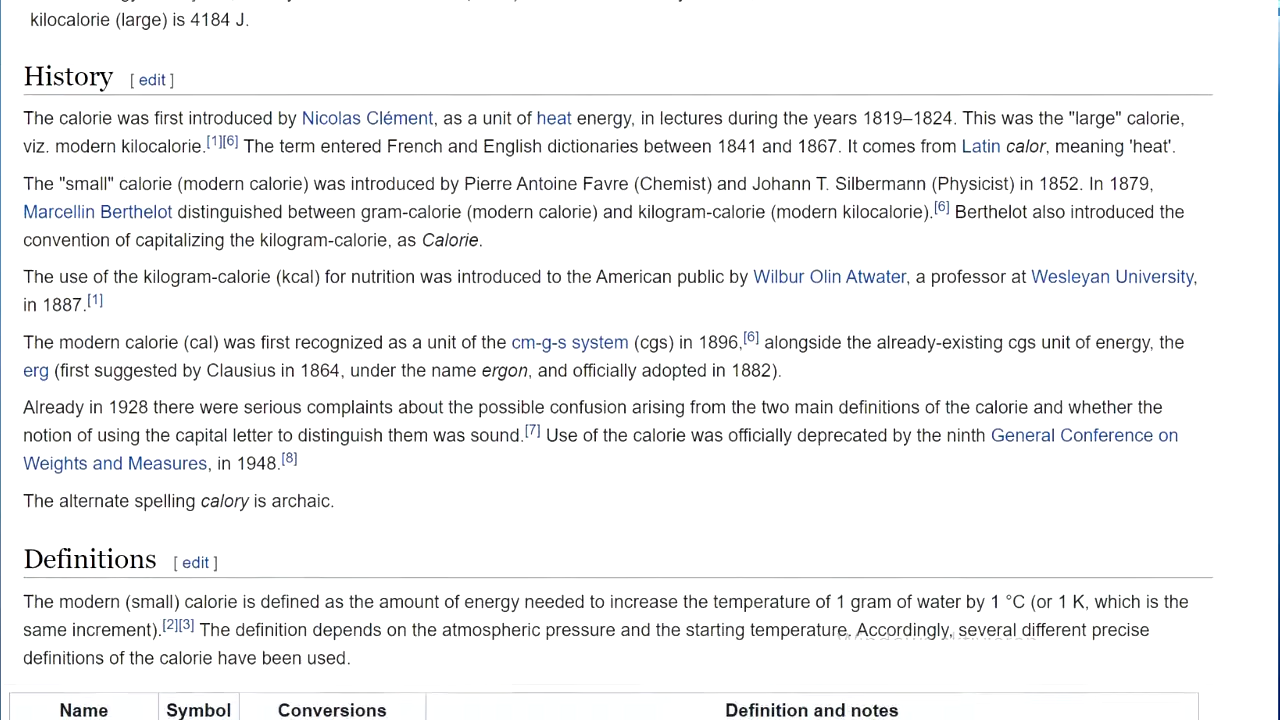 kilocalorie (large) is 4184 J.
History [ edit ]
The calorie was first introduced by Nicolas Clément, as a unit of heat energy, in lectures during the years 1819–1824. This was the "large" calorie,
viz. modern kilocalorie.[1][6] The term entered French and English dictionaries between 1841 and 1867. It comes from Latin calor, meaning 'heat'.
The "small" calorie (modern calorie) was introduced by Pierre Antoine Favre (Chemist) and Johann T. Silbermann (Physicist) in 1852. In 1879,
Marcellin Berthelot distinguished between gram-calorie (modern calorie) and kilogram-calorie (modern kilocalorie).[6] Berthelot also introduced the
convention of capitalizing the kilogram-calorie, as Calorie.
The use of the kilogram-calorie (kcal) for nutrition was introduced to the American public by Wilbur Olin Atwater, a professor at Wesleyan University,
in 1887.[1]
The modern calorie (cal) was first recognized as a unit of the cm-g-s system (cgs) in 1896,[6] alongside the already-existing cgs unit of energy, the
erg (first suggested by Clausius in 1864, under the name ergon, and officially adopted in 1882).
Already in 1928 there were serious complaints about the possible confusion arising from the two main definitions of the calorie and whether the
notion of using the capital letter to distinguish them was sound.[7] Use of the calorie was officially deprecated by the ninth General Conference on
Weights and Measures, in 1948.[8]
The alternate spelling calory is archaic.
Definitions [ edit ]
The modern (small) calorie is defined as the amount of energy needed to increase the temperature of 1 gram of water by 1 °C (or 1 K, which is the
same increment).[2][3] The definition depends on the atmospheric pressure and the starting temperature. Accordingly, several different precise
definitions of the calorie have been used.
Name Symbol Conversions Definition and notes